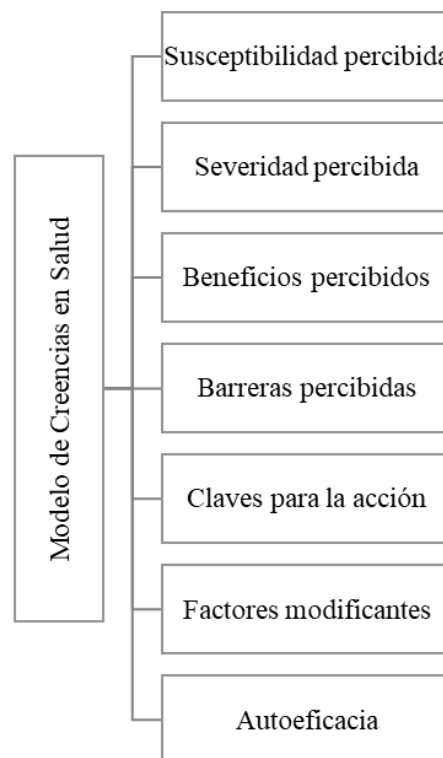 Modelo de Creencias en Salud
Susceptibilidad percibida
Severidad percibida
Beneficios percibidos
Barreras percibidas
Claves para la acción
Factores modificantes
Autoeficacia